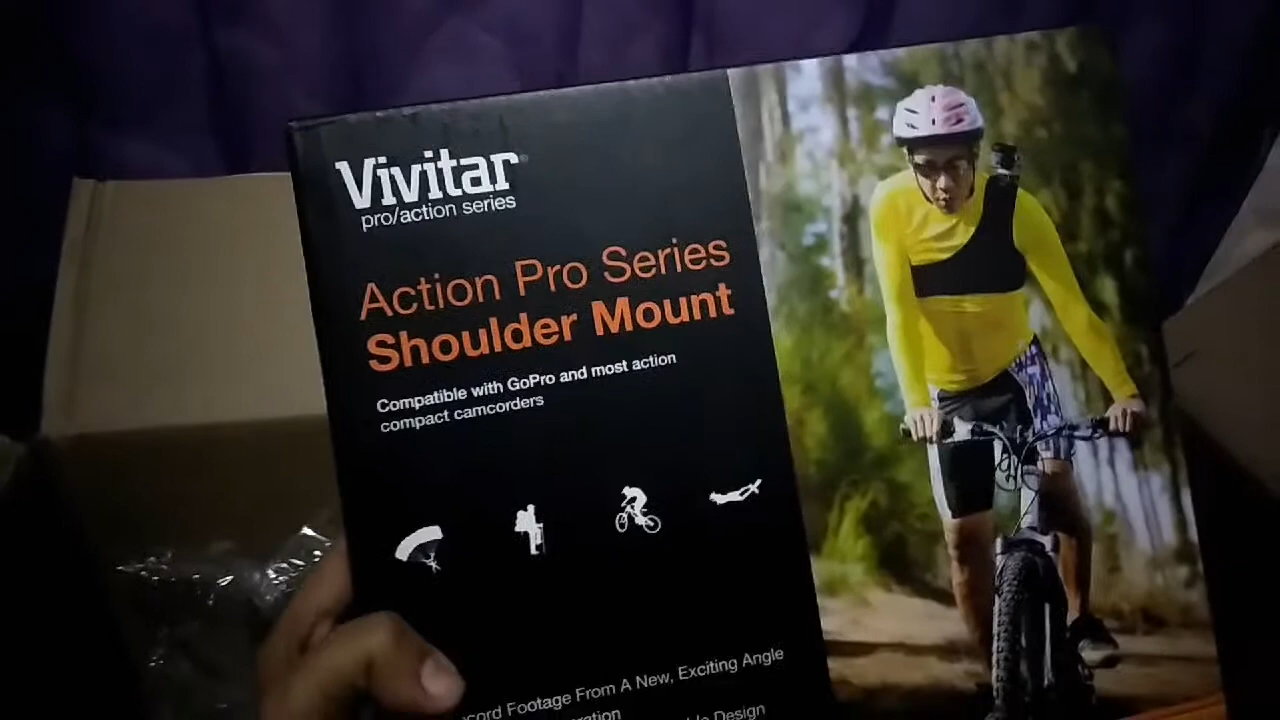 Vivitar
pro/action series
Action Pro Series
Shoulder Mount
Compatible with GoPro and most action
compact camcorders
Footage From A New, Exciting Angle
Design